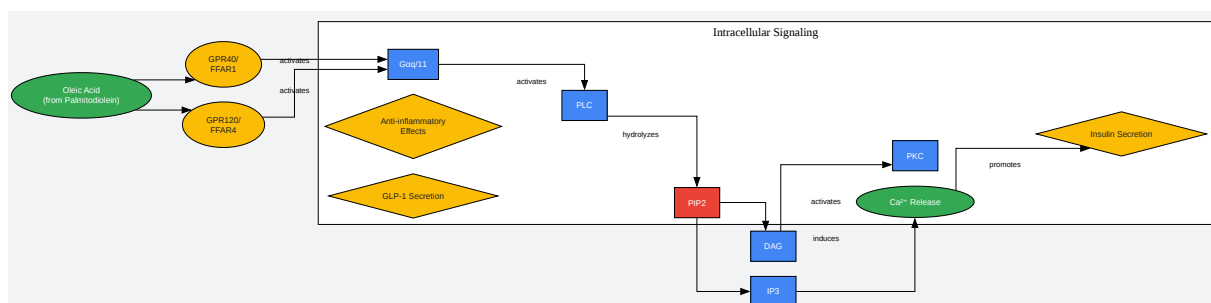 Intracellular Signaling
GPR40/
FFAR1
activates
Gαq/11
Oleic Acid
(from Palmitodiolein)
activates
activates
PLC
GPR120/
FFAR4
Anti-inflammatory
Effects
hydrolyzes
Insulin Secretion
PKC
promotes
GLP-1 Secretion
PIP2
activates
Ca²⁺ Release
DAG
induces
IP3